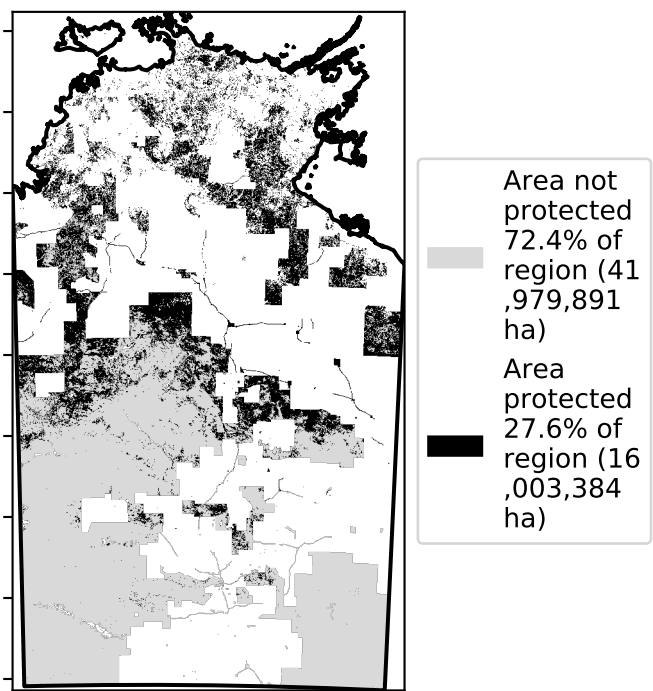 Area not
protected
72.4% of
region (41
,979,891
ha)
Area
protected
27.6% of
region (16
,003,384
ha)